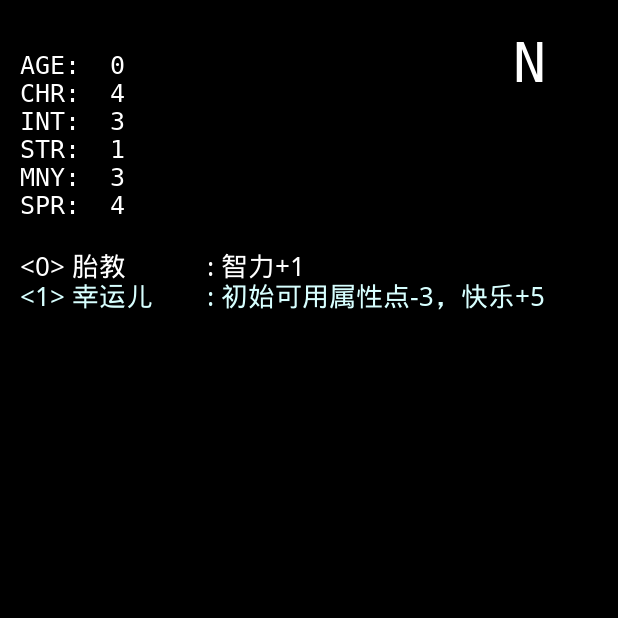 N
AGE: 0
CHR: 4
INT: 3
STR: 1
MNY: 3
SPR: 4
<0> 胎教 : 智力+1
<1> 幸运儿 : 初始可用属性点-3，快乐+5